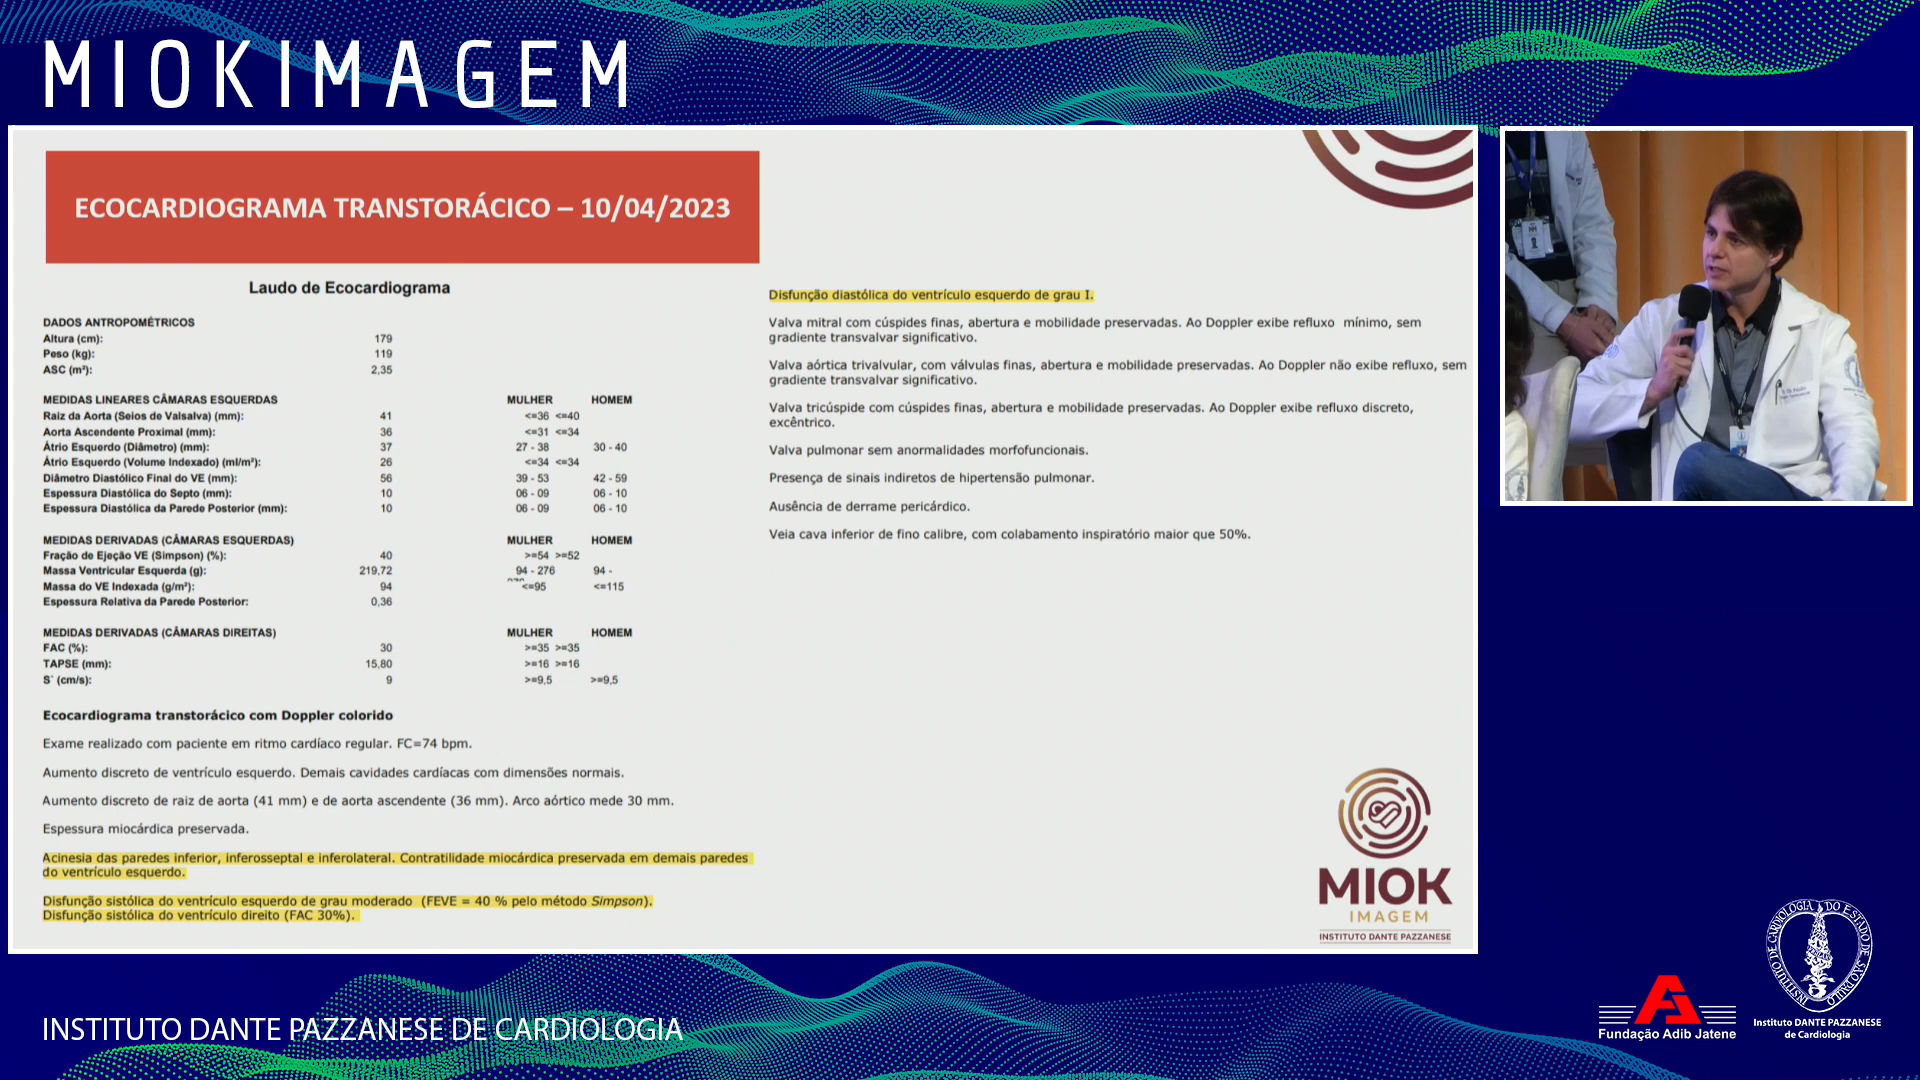 MIOKIMAGEM
ECOCARDIOGRAMA TRANSTORÁCICO – 10/04/2023
Laudo de Ecocardiograma
DADOS ANTROPOMÉTRICOS
Altura (cm): 179
Peso (kg): 119
ASC (m²): 2,35
MEDIDAS LINEARES CÂMARAS ESQUERDAS MULHER HOMEM
Raiz da Aorta (Seios de Valsalva) (mm): 41 <=36 <=40
Aorta Ascendente Proximal (mm): 36 <=31 <=34
Átrio Esquerdo (Diâmetro) (mm): 37 27 - 38 30 - 40
Átrio Esquerdo (Volume Indexado) (ml/m²): 26 <=34 <=34
Diâmetro Diastólico Final do VE (mm): 56 39 - 53 42 - 59
Espessura Diastólica do Septo (mm): 10 06 - 09 06 - 10
Espessura Diastólica da Parede Posterior (mm): 10 06 - 09 06 - 10
MEDIDAS DERIVADAS (CÂMARAS ESQUERDAS) MULHER HOMEM
Fração de Ejeção VE (Simpson) (%): 40 >=54 >=52
Massa Ventricular Esquerda (g): 219,72 94 - 276 94 -
Massa do VE Indexada (g/m²): 94 <=95 <=115
Espessura Relativa da Parede Posterior: 0,36
MEDIDAS DERIVADAS (CÂMARAS DIREITAS) MULHER HOMEM
FAC (%): 30 >=35 >=35
TAPSE (mm): 15,80 >=16 >=16
S` (cm/s): 9 >=9,5 >=9,5
Ecocardiograma transtorácico com Doppler colorido
Exame realizado com paciente em ritmo cardíaco regular. FC=74 bpm.
Aumento discreto de ventrículo esquerdo. Demais cavidades cardíacas com dimensões normais.
Aumento discreto de raiz de aorta (41 mm) e de aorta ascendente (36 mm). Arco aórtico mede 30 mm.
Espessura miocárdica preservada.
Acinesia das paredes inferior, inferosseptal e inferolateral. Contratilidade miocárdica preservada em demais paredes
do ventrículo esquerdo.
Disfunção sistólica do ventrículo esquerdo de grau moderado (FEVE = 40 % pelo método Simpson).
Disfunção sistólica do ventrículo direito (FAC 30%).
Disfunção diastólica do ventrículo esquerdo de grau I.
Valva mitral com cúspides finas, abertura e mobilidade preservadas. Ao Doppler exibe refluxo mínimo, sem
gradiente transvalvar significativo.
Valva aórtica trivalvular, com válvulas finas, abertura e mobilidade preservadas. Ao Doppler não exibe refluxo, sem
gradiente transvalvar significativo.
Valva tricúspide com cúspides finas, abertura e mobilidade preservadas. Ao Doppler exibe refluxo discreto,
excêntrico.
Valva pulmonar sem anormalidades morfofuncionais.
Presença de sinais indiretos de hipertensão pulmonar.
Ausência de derrame pericárdico.
Veia cava inferior de fino calibre, com colabamento inspiratório maior que 50%.
MIOK
IMAGEM
INSTITUTO DANTE PAZZANESE
INSTITUTO DANTE PAZZANESE DE CARDIOLOGIA
Fundação Adib Jatene
INSTITUTO DE CARDIOLOGIA DO ESTADO DE SÃO PAULO
Instituto DANTE PAZZANESE
de Cardiologia